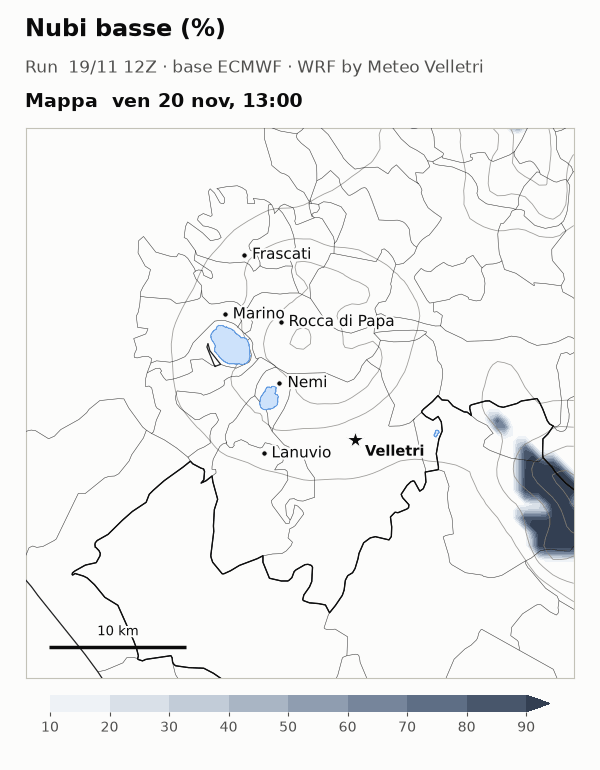 Nubi basse (%)
Run  19/11 12Z · base ECMWF · WRF by Meteo Velletri
Mappa  ven 20 nov, 13:00
Frascati
Marino
Rocca di Papa
Nemi
Velletri
Lanuvio
10 km
10 20 30 40 50 60 70 80 90